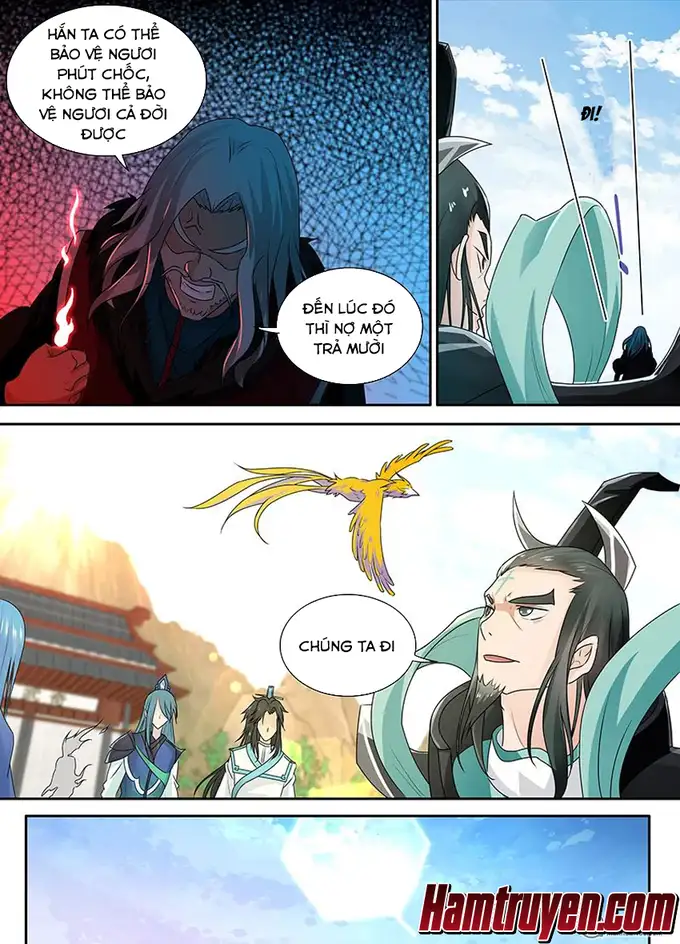 HẮN TA CÓ THỂ
BẢO VỆ NGƯƠI
PHÚT CHỐC,
KHÔNG THỂ BẢO
VỆ NGƯƠI CẢ ĐỜI
ĐƯỢC
ĐI!
ĐẾN LÚC ĐÓ
THÌ NỢ MỘT
TRẢ MƯỜI
CHÚNG TA ĐI
Hamtruyen.com